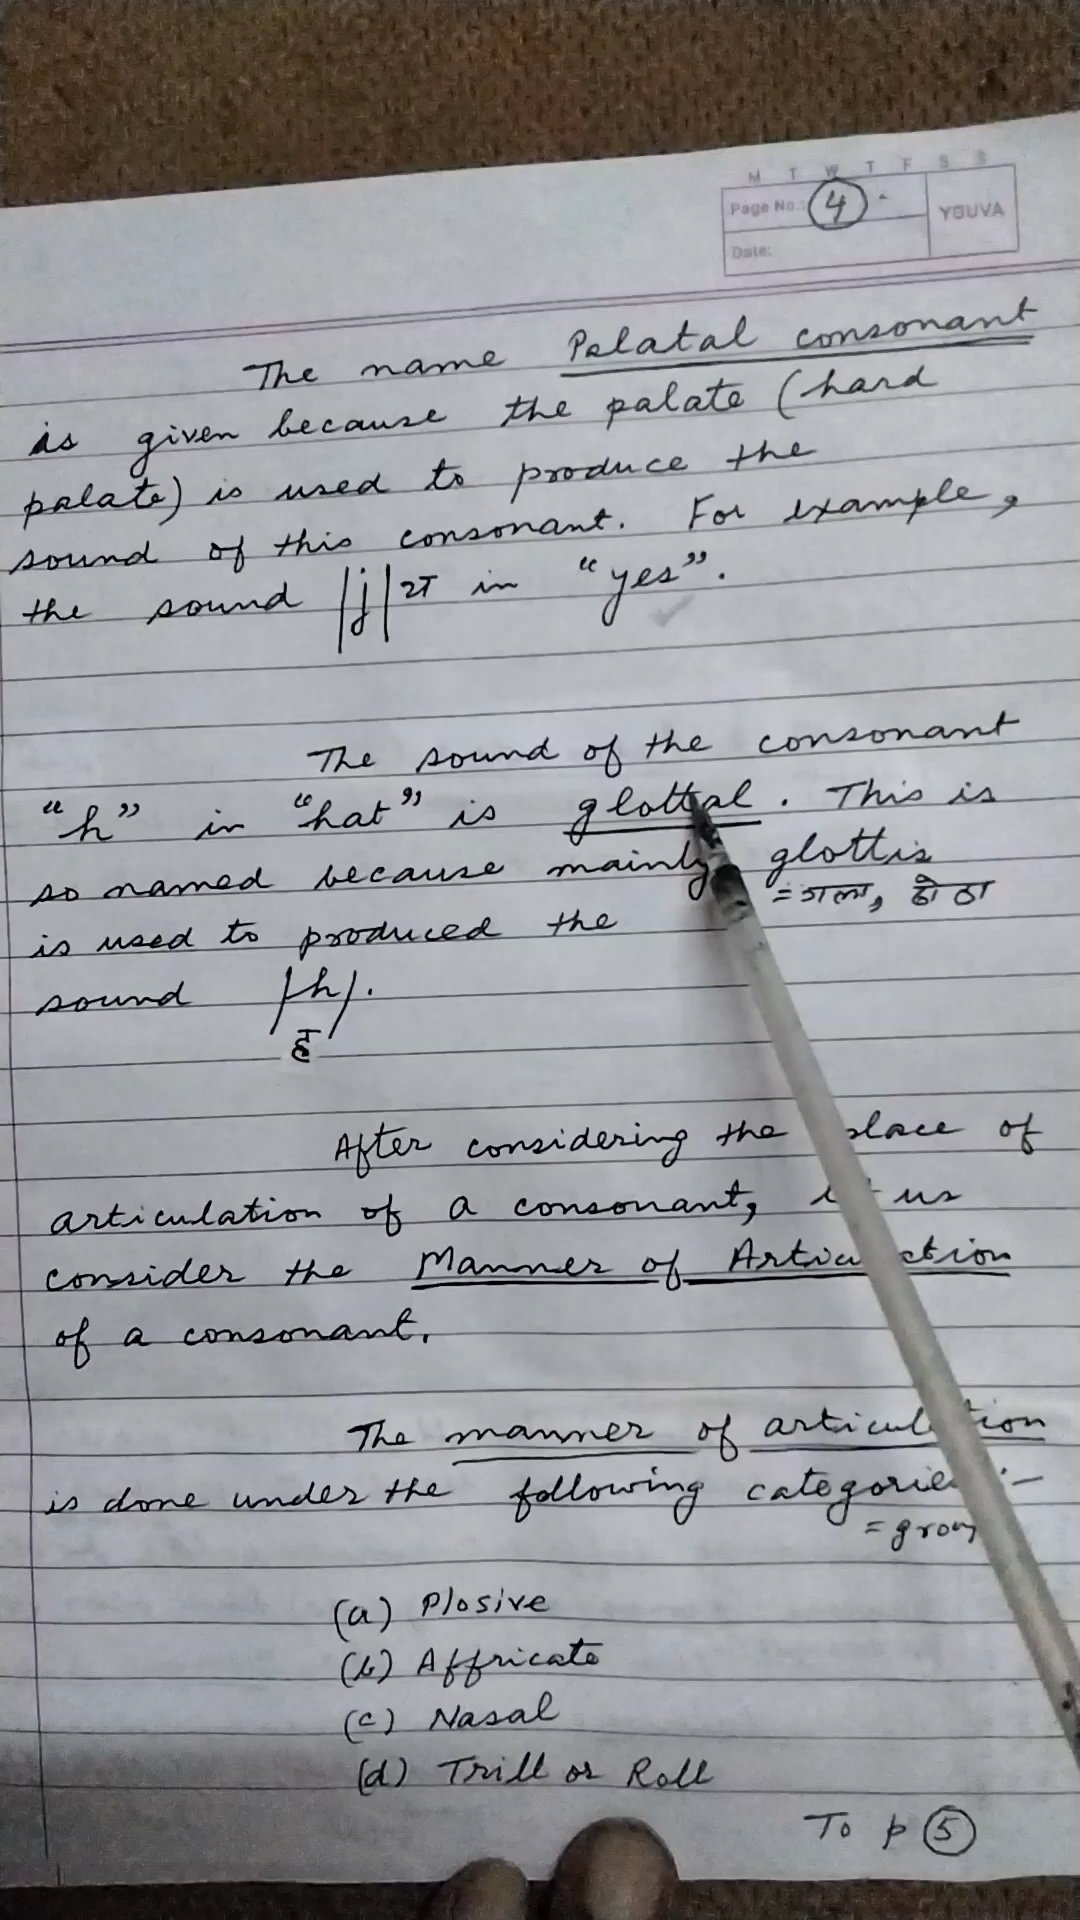 M T W T F S S
Page No.: 4
YOUVA
Date:
The name Palatal consonant
is given because the palate (hard
palate) is used to produce the
sound of this consonant. For example,
the sound /j/ य in "yes".
The sound of the consonant
"h" in "hat" is glottal. This is
so named because mainly glottis
= गला,
is used to produced the
sound /h/.
ह
After considering the place of
articulation of a consonant, let us
consider the Manner of Articulation
of a consonant.
The manner of articulation
is done under the following categories :-
= group
(a) Plosive
(b) Affricate
(c) Nasal
(d) Trill or Roll
To p 5